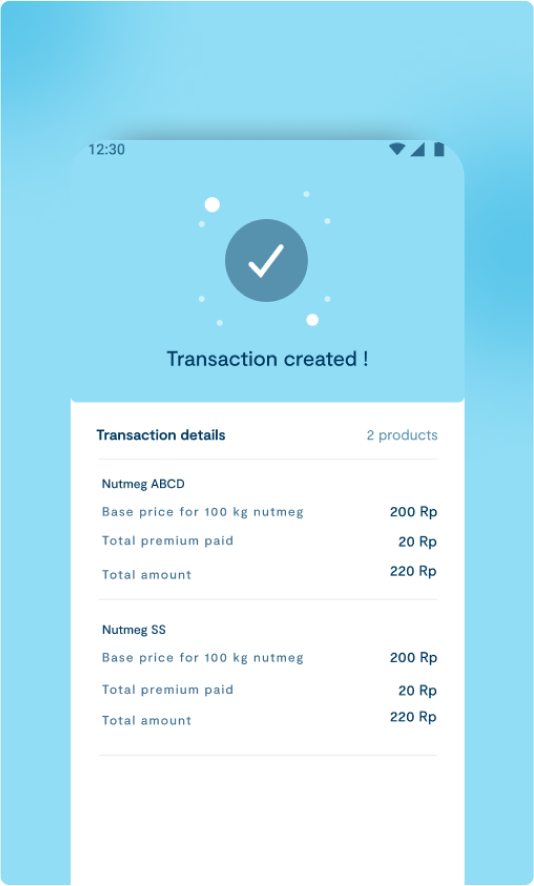 12:30
Transaction created !
Transaction details 2 products
Nutmeg ABCD
Base price for 100 kg nutmeg 200 Rp
Total premium paid 20 Rp
Total amount 220 Rp
Nutmeg SS
Base price for 100 kg nutmeg 200 Rp
Total premium paid 20 Rp
Total amount 220 Rp